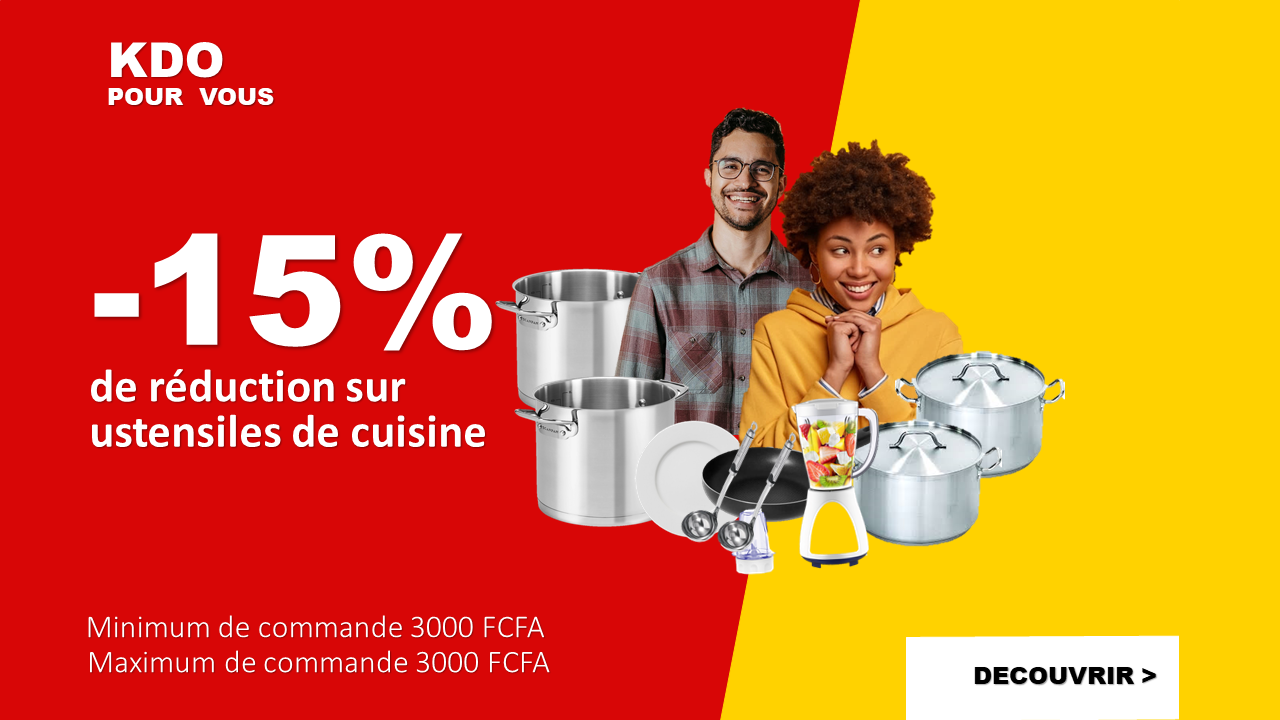 KDO
POUR VOUS
-15%
de réduction sur
ustensiles de cuisine
Minimum de commande 3000 FCFA
Maximum de commande 3000 FCFA
DECOUVRIR >